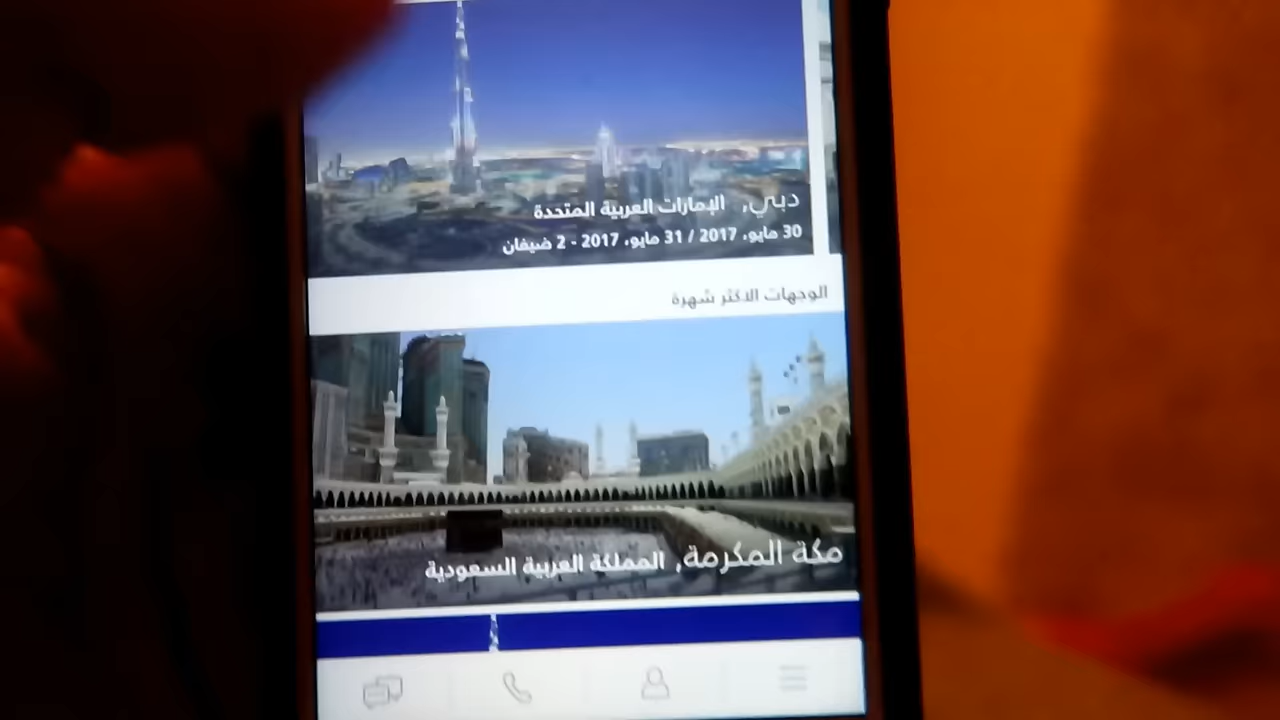 دبي، الإمارات العربية المتحدة
30 مايو، 2017 / 31 مايو، 2017 - 2 ضيفان
الوجهات الاكثر شهرة
مكة المكرمة، المملكة العربية السعودية